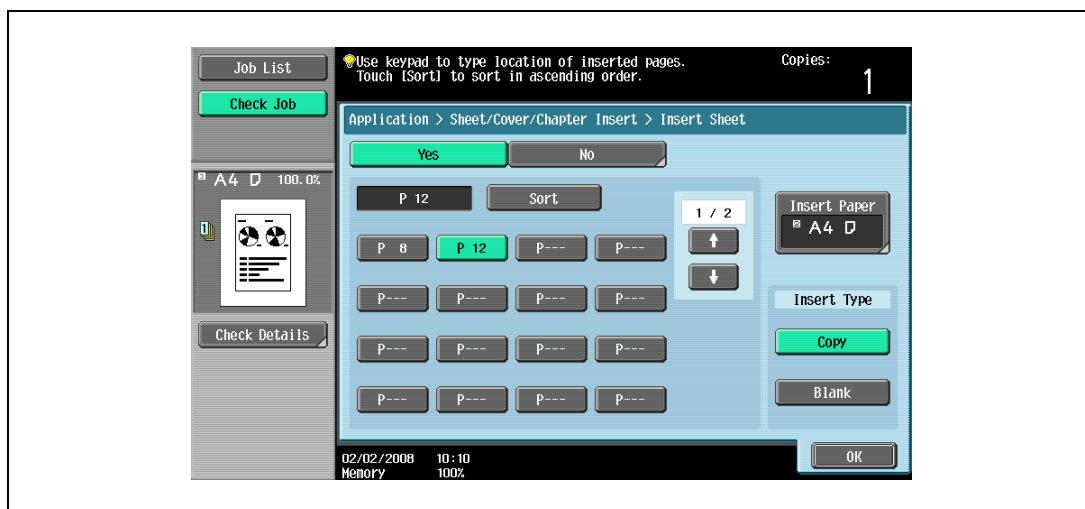 Job List
Check Job
A4 100.0%
1
Check Details
Use keypad to type location of inserted pages.
Touch [Sort] to sort in ascending order.
Copies:
1
Application > Sheet/Cover/Chapter Insert > Insert Sheet
Yes No
P 12 Sort
1 / 2
P 8 P 12 P--- P---
P--- P--- P--- P---
P--- P--- P--- P---
P--- P--- P--- P---
Insert Paper
2 A4
Insert Type
Copy
Blank
OK
02/02/2008 10:10
Memory 100%